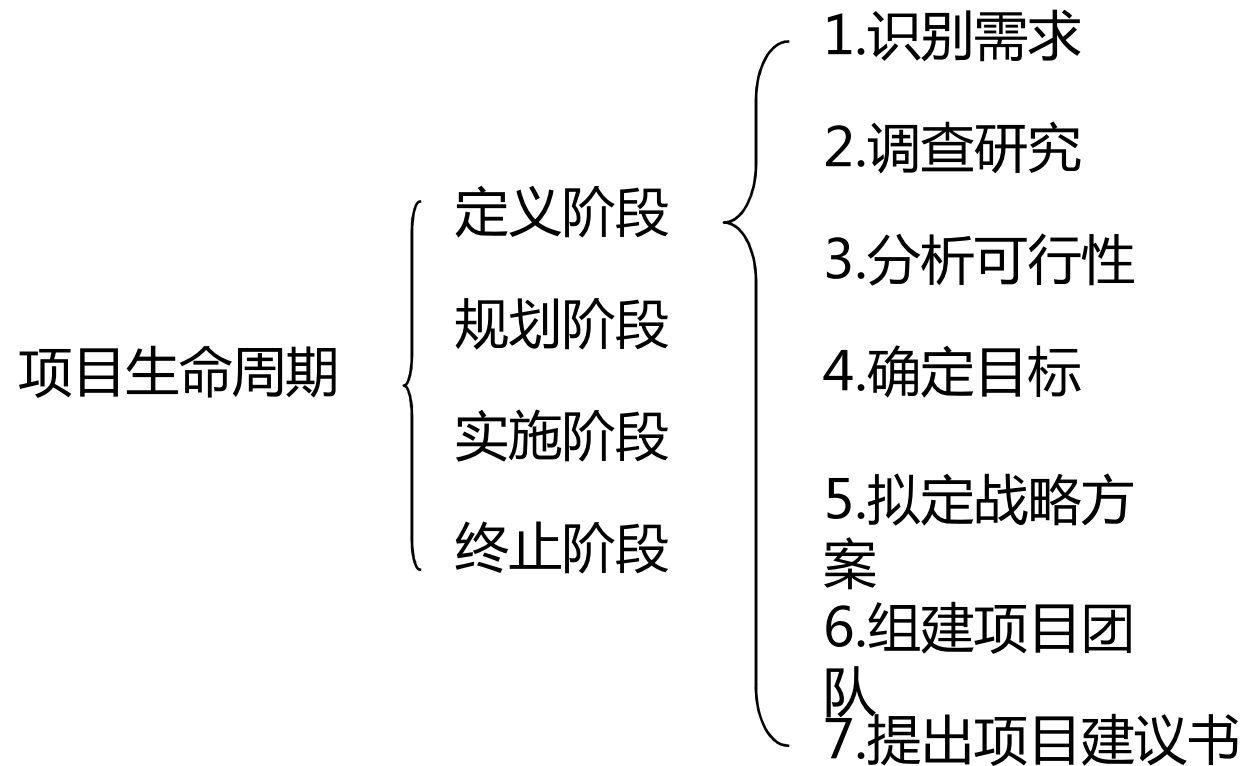 项目生命周期
定义阶段
规划阶段
实施阶段
终止阶段
1.识别需求
2.调查研究
3.分析可行性
4.确定目标
5.拟定战略方
案
6.组建项目团
队
7.提出项目建议书